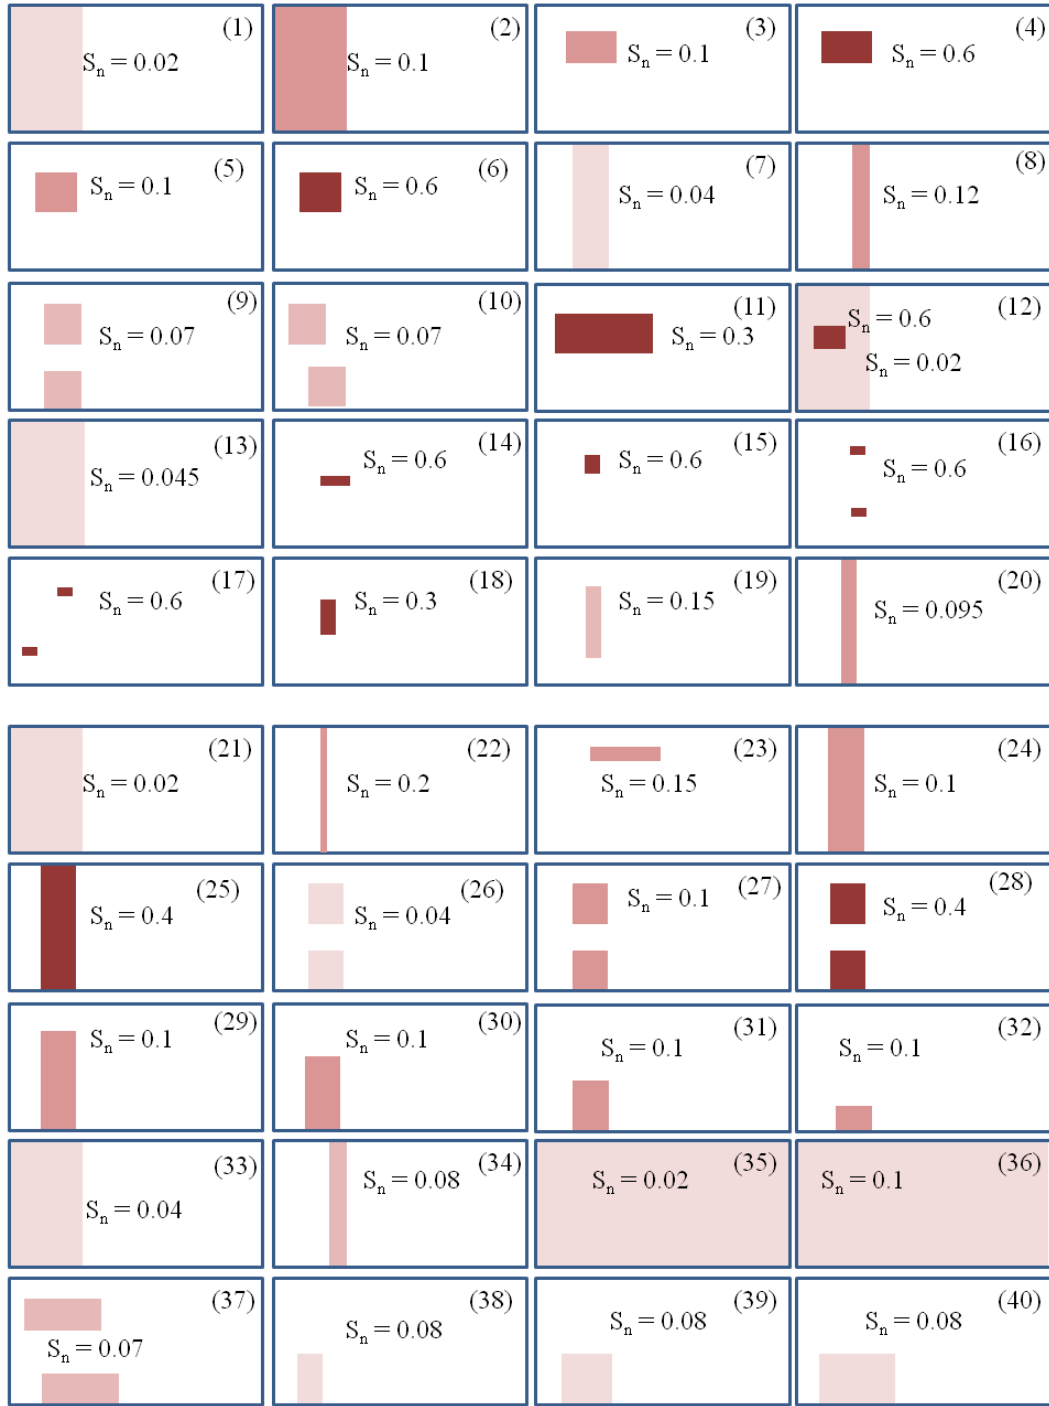 (1)
Sn = 0.02
(2)
Sn = 0.1
(3)
Sn = 0.1
(4)
Sn = 0.6
(5)
Sn = 0.1
(6)
Sn = 0.6
(7)
Sn = 0.04
(8)
Sn = 0.12
(9)
Sn = 0.07
(10)
Sn = 0.07
(11)
Sn = 0.3
(12)
Sn = 0.6
Sn = 0.02
(13)
Sn = 0.045
(14)
Sn = 0.6
(15)
Sn = 0.6
(16)
Sn = 0.6
(17)
Sn = 0.6
(18)
Sn = 0.3
(19)
Sn = 0.15
(20)
Sn = 0.095
(21)
Sn = 0.02
(22)
Sn = 0.2
(23)
Sn = 0.15
(24)
Sn = 0.1
(25)
Sn = 0.4
(26)
Sn = 0.04
(27)
Sn = 0.1
(28)
Sn = 0.4
(29)
Sn = 0.1
(30)
Sn = 0.1
(31)
Sn = 0.1
(32)
Sn = 0.1
(33)
Sn = 0.04
(34)
Sn = 0.08
(35)
Sn = 0.02
(36)
Sn = 0.1
(37)
Sn = 0.07
(38)
Sn = 0.08
(39)
Sn = 0.08
(40)
Sn = 0.08